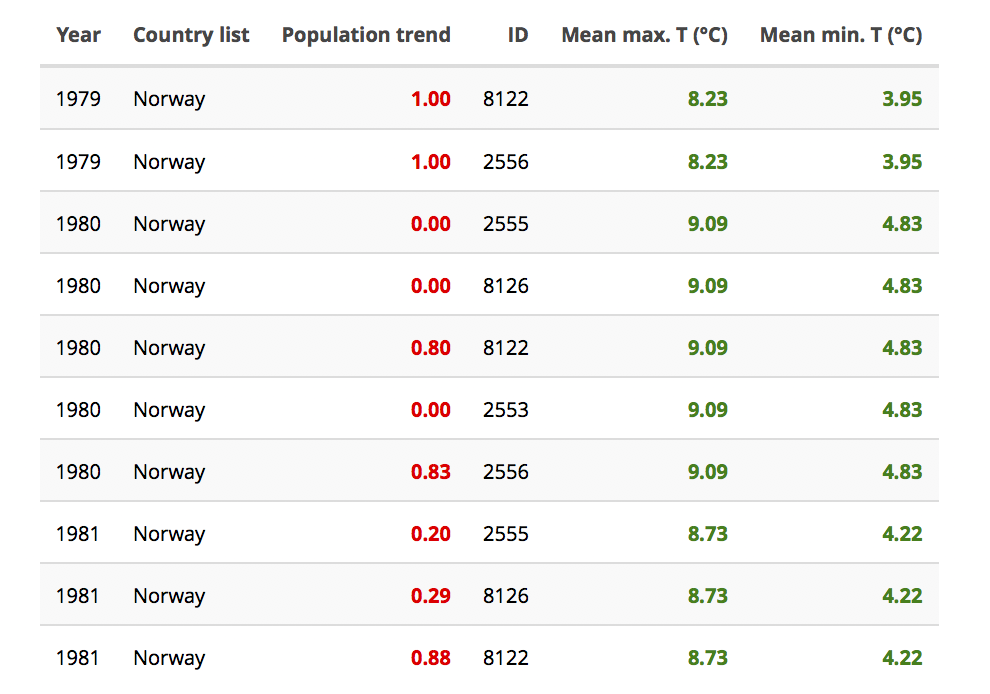 Year Country list Population trend ID Mean max. T (°C) Mean min. T (°C)
1979 Norway 1.00 8122 8.23 3.95
1979 Norway 1.00 2556 8.23 3.95
1980 Norway 0.00 2555 9.09 4.83
1980 Norway 0.00 8126 9.09 4.83
1980 Norway 0.80 8122 9.09 4.83
1980 Norway 0.00 2553 9.09 4.83
1980 Norway 0.83 2556 9.09 4.83
1981 Norway 0.20 2555 8.73 4.22
1981 Norway 0.29 8126 8.73 4.22
1981 Norway 0.88 8122 8.73 4.22